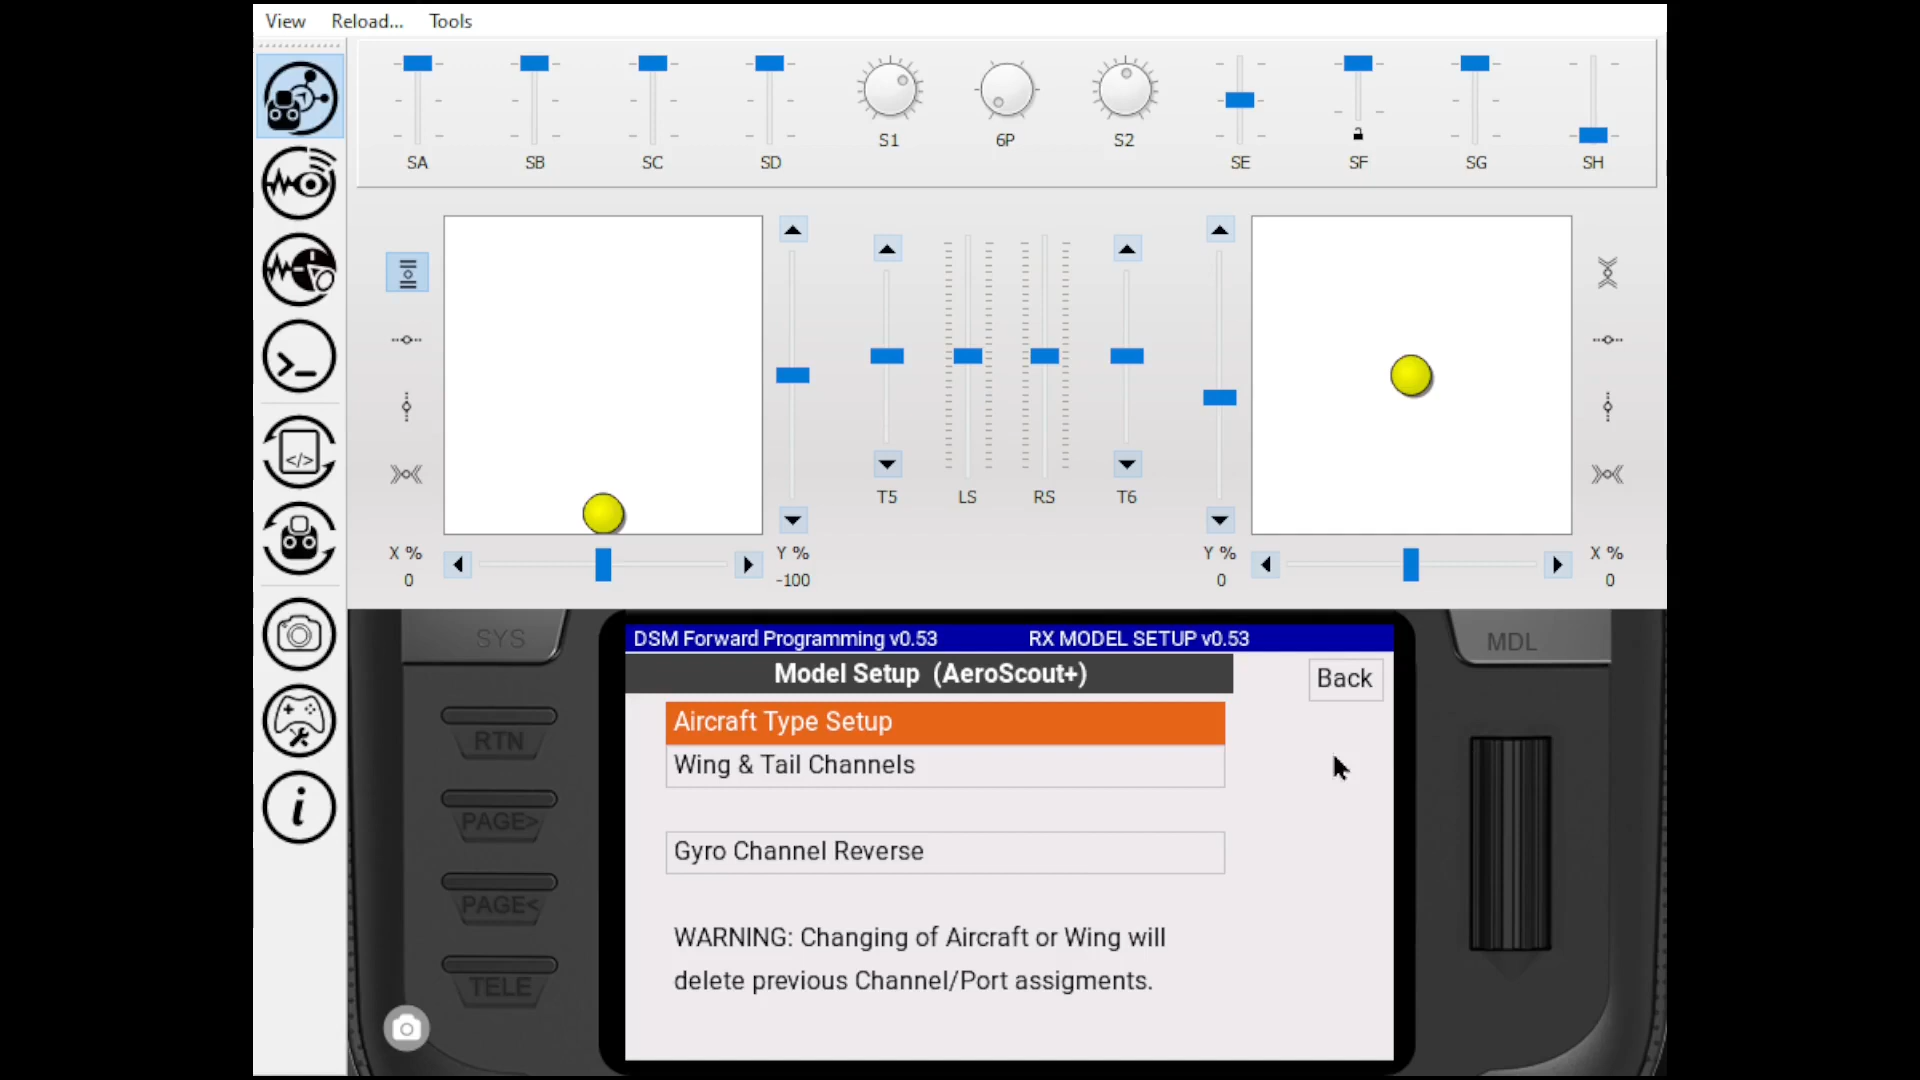 View Reload... Tools
SA SB SC SD S1 6P S2 SE SF SG SH
T5 LS RS T6
X % Y % Y % X %
0 -100 0 0
SYS MDL
DSM Forward Programming v0.53 RX MODEL SETUP v0.53
Model Setup (AeroScout+)
Back
Aircraft Type Setup
Wing & Tail Channels
RTN
PAGE>
Gyro Channel Reverse
PAGE<
WARNING: Changing of Aircraft or Wing will
delete previous Channel/Port assigments.
TELE